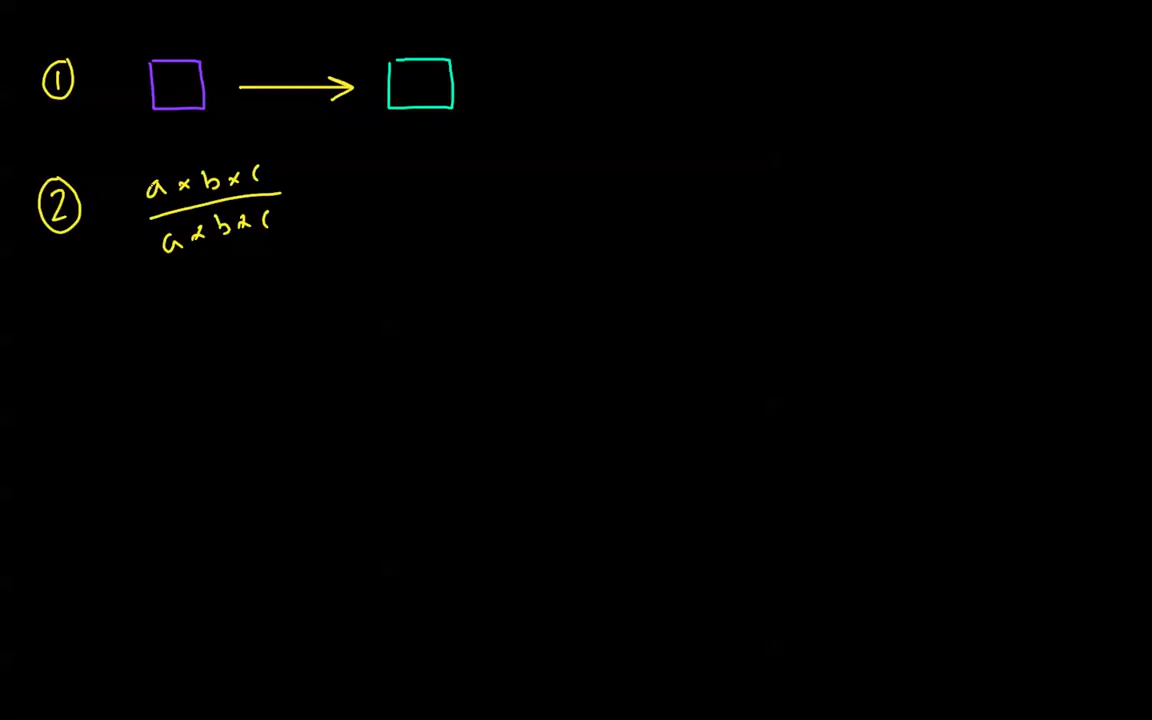 ①
② a × b × c
a × b × c